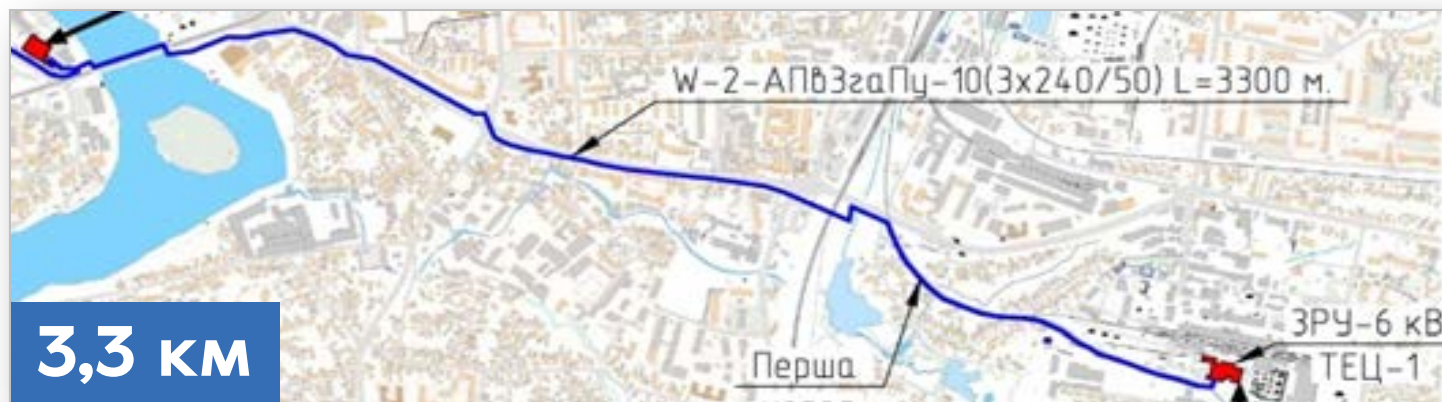 W-2-АПвЗгаПу-10(3х240/50) L=3300 м.
ЗРУ-6 кВ
ТЕЦ-1
Перша
3,3 км